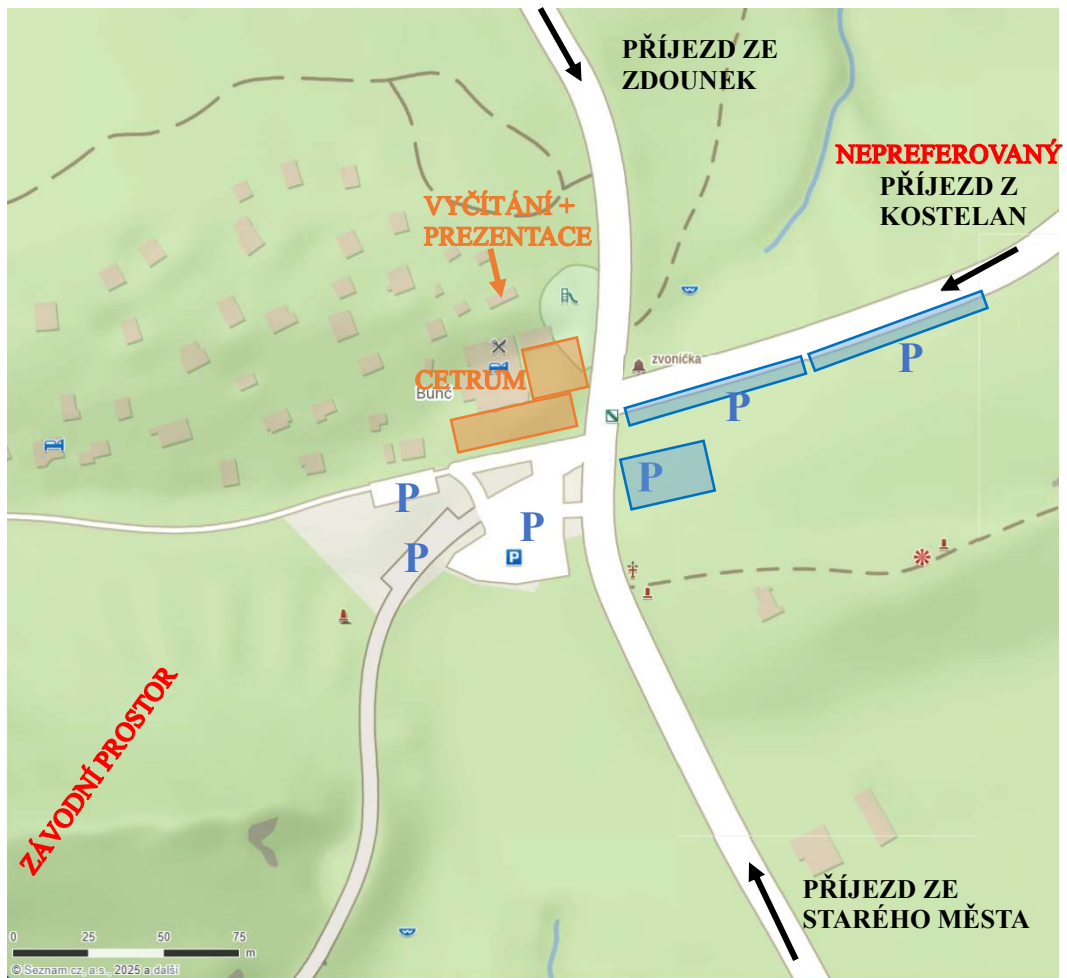 PŘÍJEZD ZE
ZDOUNEK
NEPREFEROVANÝ
PŘÍJEZD Z
KOSTELAN
VYČÍTÁNÍ +
PREZENTACE
zvonička
P
CETRUM
Bunč
P
P
P
P
P
P
ZÁVODNÍ PROSTOR
PŘÍJEZD ZE
STARÉHO MĚSTA
0 25 50 75 m
© Seznam.cz, a.s., 2025 a další